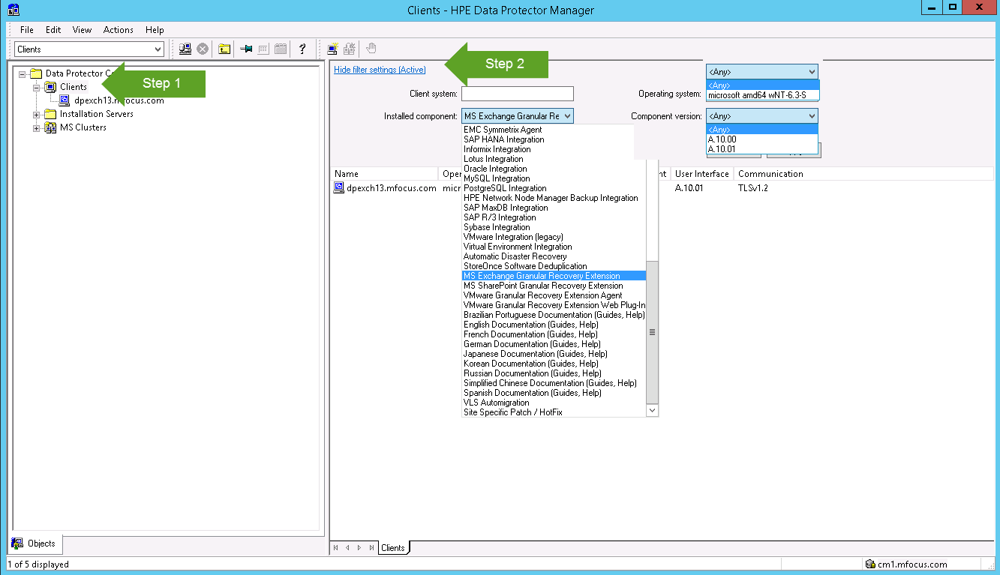 Clients - HPE Data Protector Manager
File Edit View Actions Help
Clients
Data Protector C
Clients
dpexch13.mfocus.com
Installation Servers
MS Clusters
Step 1
Step 2
Hide filter settings (Active)
Client system:
Operating system:
<Any>
<Any>
microsoft amd64 wNT-6.3-S
Installed component:
MS Exchange Granular Re
Component version:
<Any>
<Any>
A.10.00
A.10.01
EMC Symmetrix Agent
SAP HANA Integration
Informix Integration
Lotus Integration
Oracle Integration
MySQL Integration
PostgreSQL Integration
HPE Network Node Manager Backup Integration
SAP MaxDB Integration
SAP R/3 Integration
Sybase Integration
VMware Integration (legacy)
Virtual Environment Integration
Automatic Disaster Recovery
StoreOnce Software Deduplication
MS Exchange Granular Recovery Extension
MS SharePoint Granular Recovery Extension
VMware Granular Recovery Extension Agent
VMware Granular Recovery Extension Web Plug-In
Brazilian Portuguese Documentation (Guides, Help)
English Documentation (Guides, Help)
French Documentation (Guides, Help)
German Documentation (Guides, Help)
Japanese Documentation (Guides, Help)
Korean Documentation (Guides, Help)
Russian Documentation (Guides, Help)
Simplified Chinese Documentation (Guides, Help)
Spanish Documentation (Guides, Help)
VLS Automigration
Site Specific Patch / HotFix
Name Oper nt User Interface Communication
dpexch13.mfocus.com micr A.10.01 TLSv1.2
Objects
Clients
1 of 5 displayed
cm1.mfocus.com